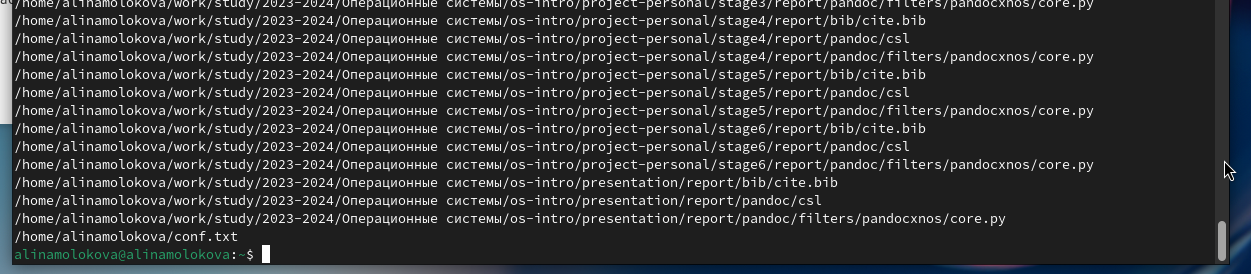 /home/alinamolokova/work/study/2023-2024/Операционные системы/os-intro/project-personal/stage3/report/pandoc/filters/pandocxnos/core.py
/home/alinamolokova/work/study/2023-2024/Операционные системы/os-intro/project-personal/stage4/report/bib/cite.bib
/home/alinamolokova/work/study/2023-2024/Операционные системы/os-intro/project-personal/stage4/report/pandoc/csl
/home/alinamolokova/work/study/2023-2024/Операционные системы/os-intro/project-personal/stage4/report/pandoc/filters/pandocxnos/core.py
/home/alinamolokova/work/study/2023-2024/Операционные системы/os-intro/project-personal/stage5/report/bib/cite.bib
/home/alinamolokova/work/study/2023-2024/Операционные системы/os-intro/project-personal/stage5/report/pandoc/csl
/home/alinamolokova/work/study/2023-2024/Операционные системы/os-intro/project-personal/stage5/report/pandoc/filters/pandocxnos/core.py
/home/alinamolokova/work/study/2023-2024/Операционные системы/os-intro/project-personal/stage6/report/bib/cite.bib
/home/alinamolokova/work/study/2023-2024/Операционные системы/os-intro/project-personal/stage6/report/pandoc/csl
/home/alinamolokova/work/study/2023-2024/Операционные системы/os-intro/project-personal/stage6/report/pandoc/filters/pandocxnos/core.py
/home/alinamolokova/work/study/2023-2024/Операционные системы/os-intro/presentation/report/bib/cite.bib
/home/alinamolokova/work/study/2023-2024/Операционные системы/os-intro/presentation/report/pandoc/csl
/home/alinamolokova/work/study/2023-2024/Операционные системы/os-intro/presentation/report/pandoc/filters/pandocxnos/core.py
/home/alinamolokova/conf.txt
alinamolokova@alinamolokova:~$